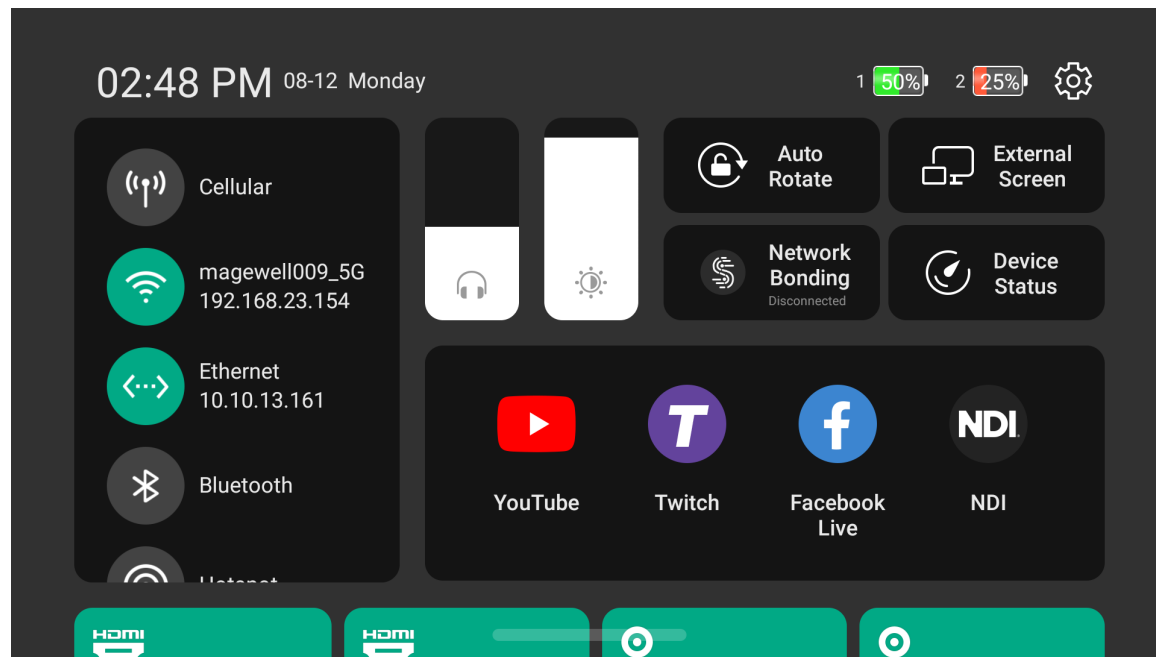 02:48 PM 08-12 Monday
1 50% 2 25%
Cellular
magewell009_5G
192.168.23.154
Ethernet
10.10.13.161
Bluetooth
Auto
Rotate
External
Screen
Network
Bonding
Disconnected
Device
Status
T
f
NDI
YouTube
Twitch
Facebook
Live
NDI
HDMI
HDMI